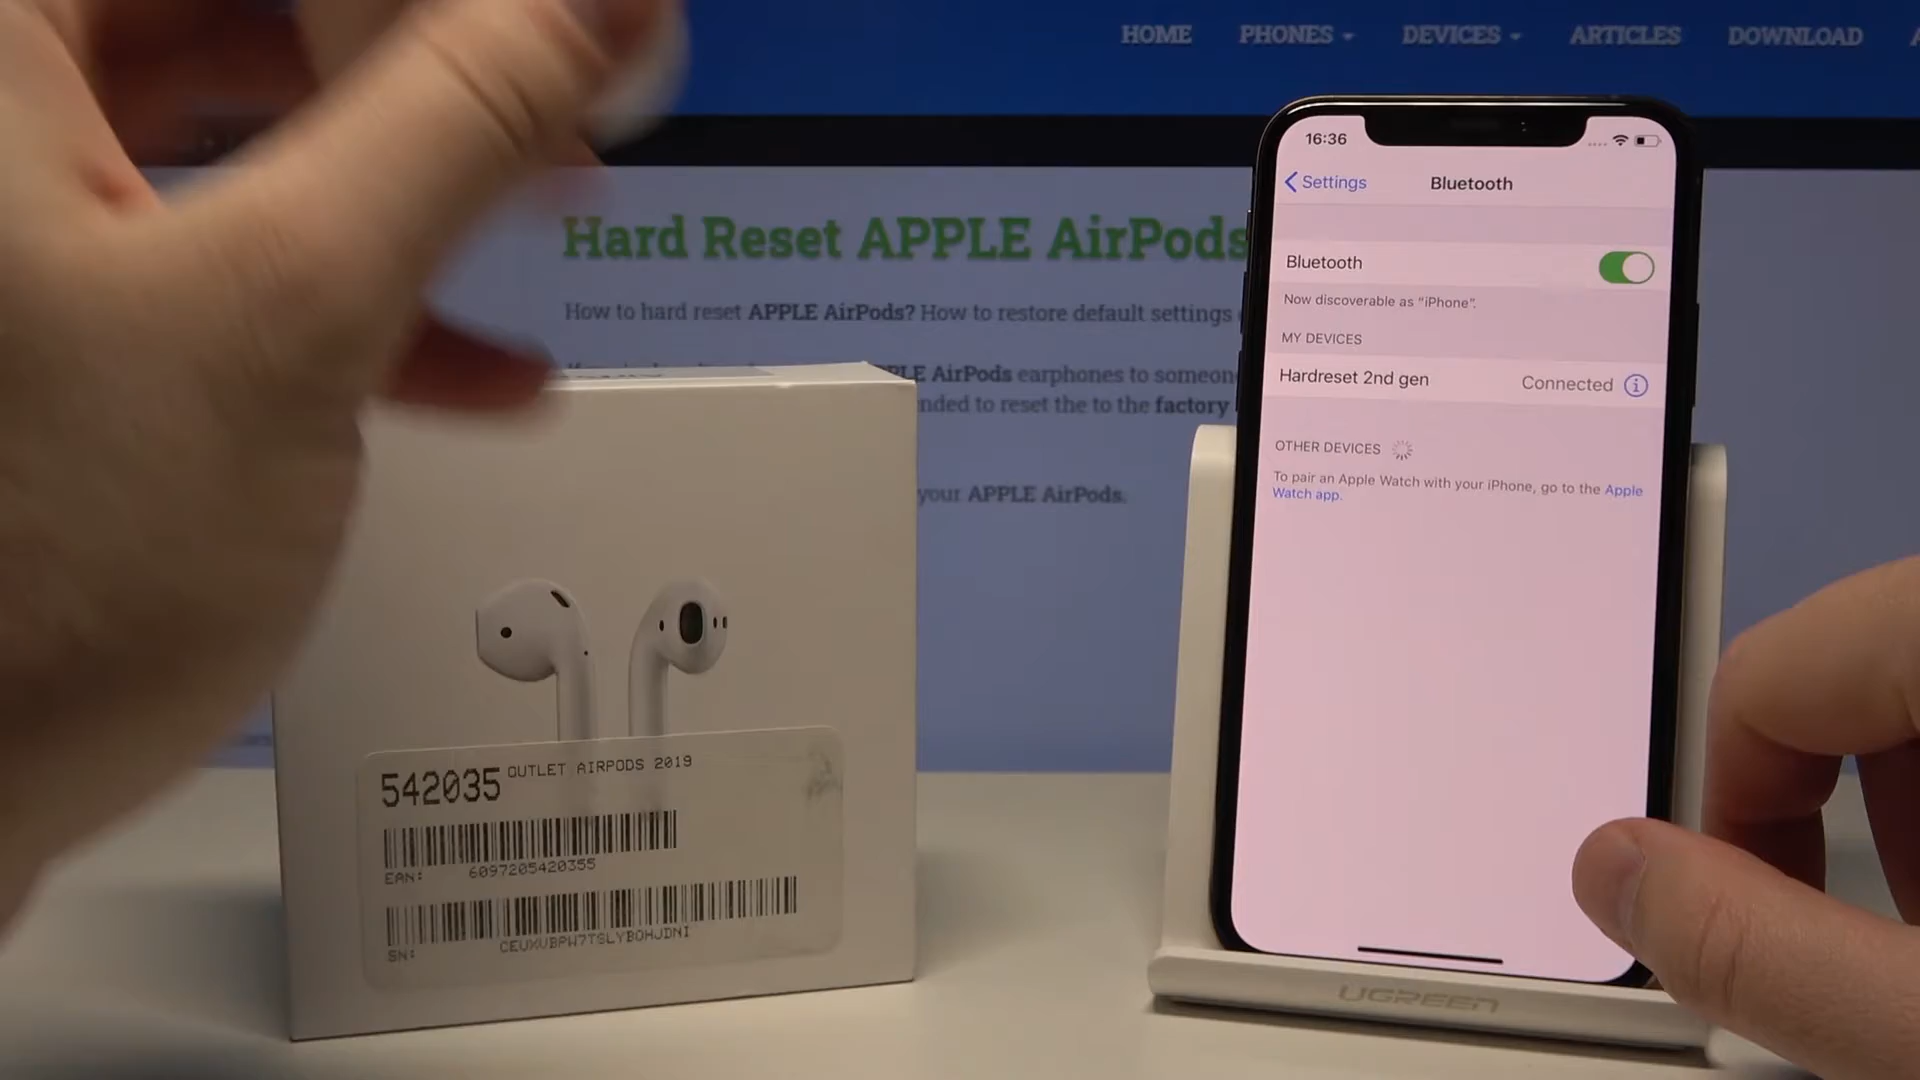 HOME PHONES DEVICES ARTICLES DOWNLOAD
Hard Reset APPLE AirPods
How to hard reset APPLE AirPods? How to restore default settings
PLE AirPods earphones to someon
nded to reset the to the factory
your APPLE AirPods.
542035 OUTLET AIRPODS 2019
EAN: 6097205420355
SN:
16:36
Settings Bluetooth
Bluetooth
Now discoverable as “iPhone”.
MY DEVICES
Hardreset 2nd gen Connected
OTHER DEVICES
To pair an Apple Watch with your iPhone, go to the Apple
Watch app.
UGREEN